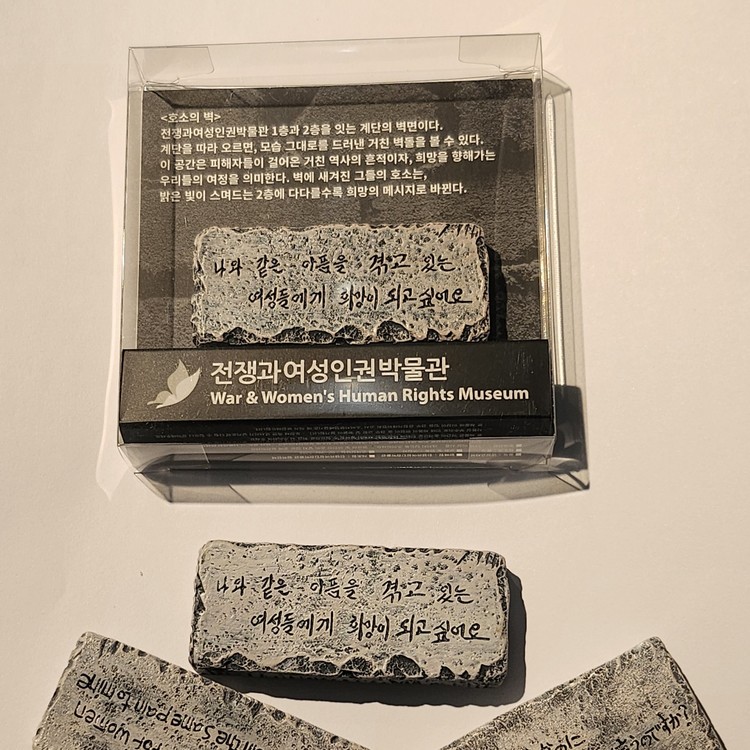 <호소의 벽>
전쟁과여성인권박물관 1층과 2층을 잇는 계단의 벽면이다.
계단을 따라 오르면, 모습 그대로를 드러낸 거친 벽돌을 볼 수 있다.
이 공간은 피해자들이 걸어온 거친 역사의 흔적이자, 희망을 향해가는
우리들의 여정을 의미한다. 벽에 새겨진 그들의 호소는,
밝은 빛이 스며드는 2층에 다다를수록 희망의 메시지로 바뀐다.
나와 같은 아픔을 겪고 있는
여성들에게 희망이 되고 싶어요
전쟁과여성인권박물관
War & Women's Human Rights Museum
나와 같은 아픔을 겪고 있는
여성들에게 희망이 되고 싶어요
for women
in the same pain to mine